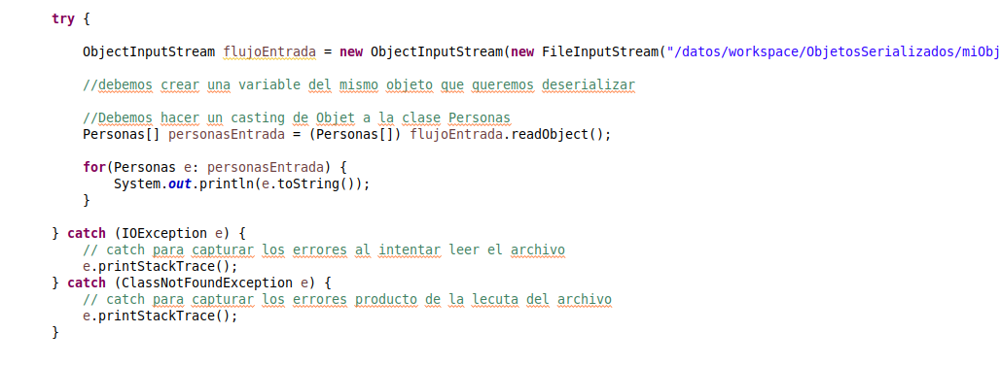 try {
ObjectInputStream flujoEntrada = new ObjectInputStream(new FileInputStream("/datos/workspace/ObjetosSerializados/miObj
//debemos crear una variable del mismo objeto que queremos deserializar
//Debemos hacer un casting de Objet a la clase Personas
Personas[] personasEntrada = (Personas[]) flujoEntrada.readObject();
for(Personas e: personasEntrada) {
System.out.println(e.toString());
}
} catch (IOException e) {
// catch para capturar los errores al intentar leer el archivo
e.printStackTrace();
} catch (ClassNotFoundException e) {
// catch para capturar los errores producto de la lecuta del archivo
e.printStackTrace();
}